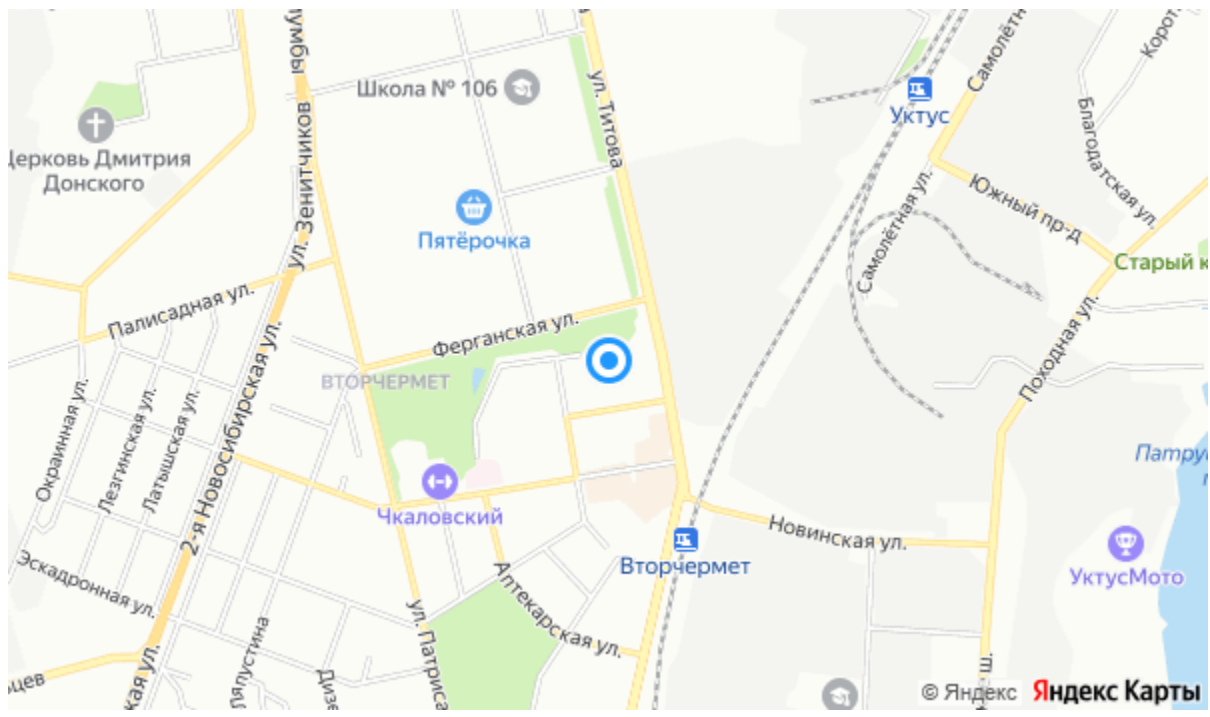 Школа № 106
Церковь Дмитрия
Донского
ул. Зенитчиков
ул. Титова
Уктус
Благодатская ул.
Южный пр-д
Самолётная ул.
Пятёрочка
Палисадная ул.
Старый к
Ферганская ул.
Походная ул.
ВТОРЧЕРМЕТ
Окраинная ул.
Лезгинская ул.
Латышская ул.
2-я Новосибирская ул.
Чкаловский
Новинская ул.
Вторчермет
УктусМото
Эскадронная ул.
Аптекарская ул.
ул. Патриса
© Яндекс Яндекс Карты